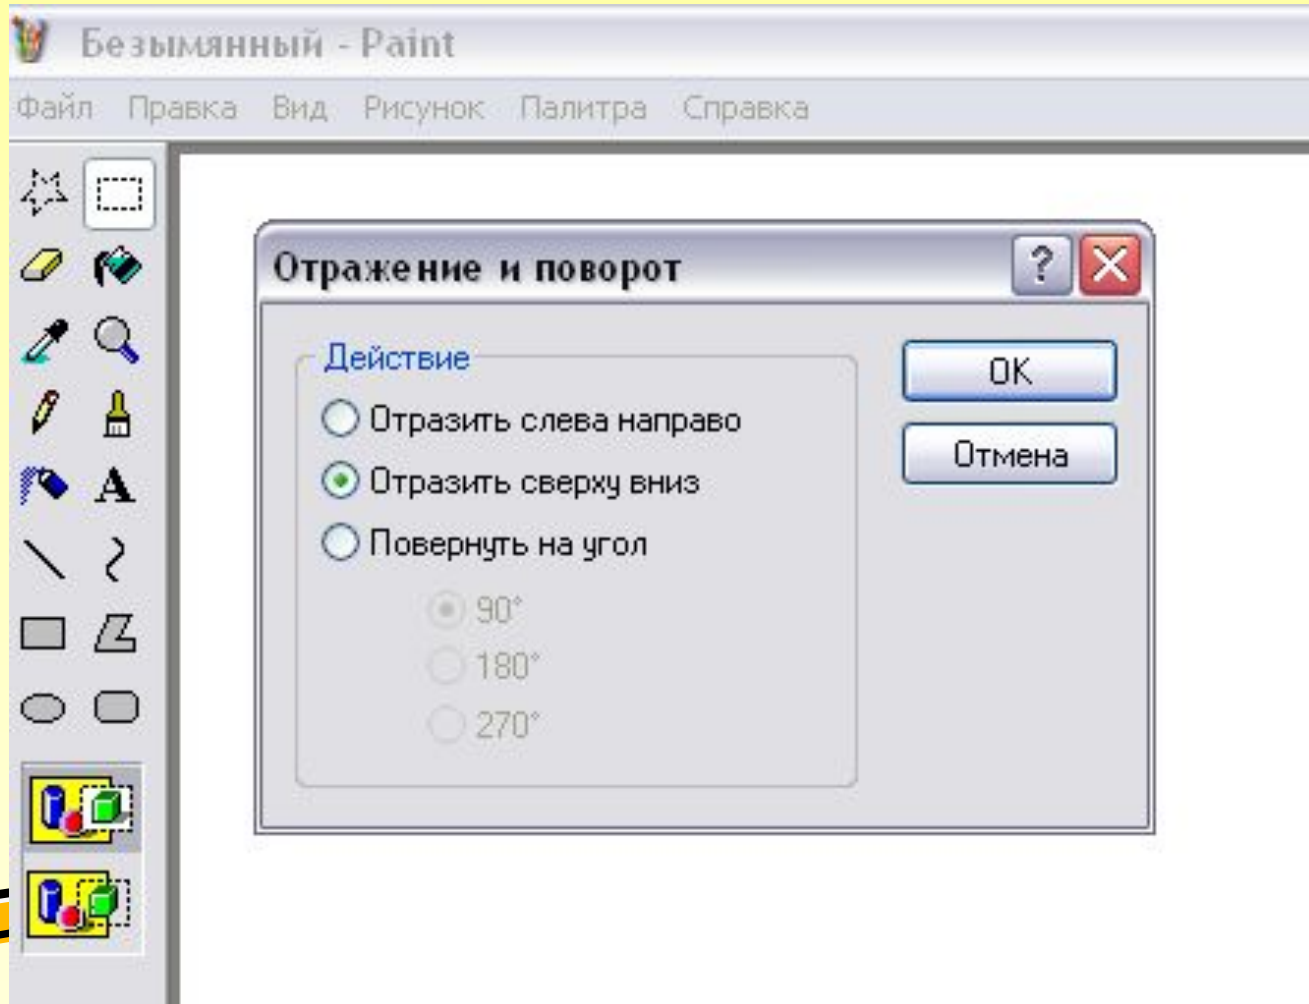 Безымянный - Paint
Файл Правка Вид Рисунок Палитра Справка
Отражение и поворот
?
Действие
Отразить слева направо
Отразить сверху вниз
Повернуть на угол
90°
180°
270°
OK
Отмена
A